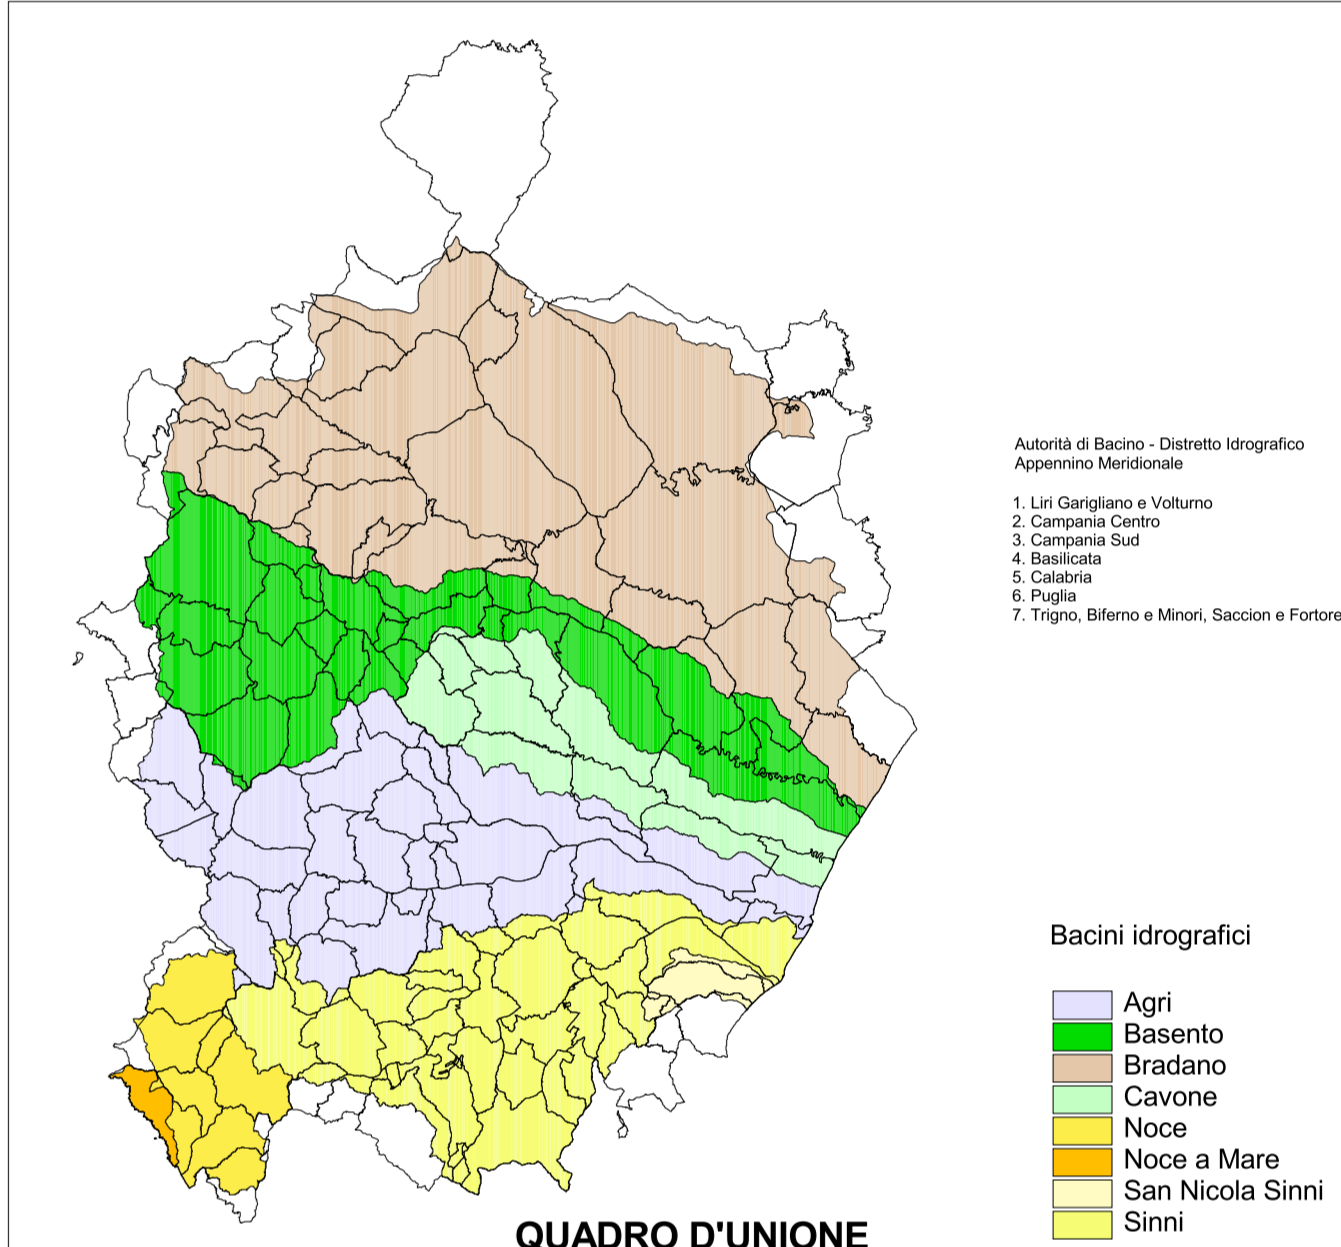 Autorità di Bacino - Distretto Idrografico
Appennino Meridionale
1. Liri Garigliano e Volturno
2. Campania Centro
3. Campania Sud
4. Basilicata
5. Calabria
6. Puglia
7. Trigno, Biferno e Minori, Saccion e Fortore
Bacini idrografici
Agri
Basento
Bradano
Cavone
Noce
Noce a Mare
San Nicola Sinni
Sinni
QUADRO D'UNIONE